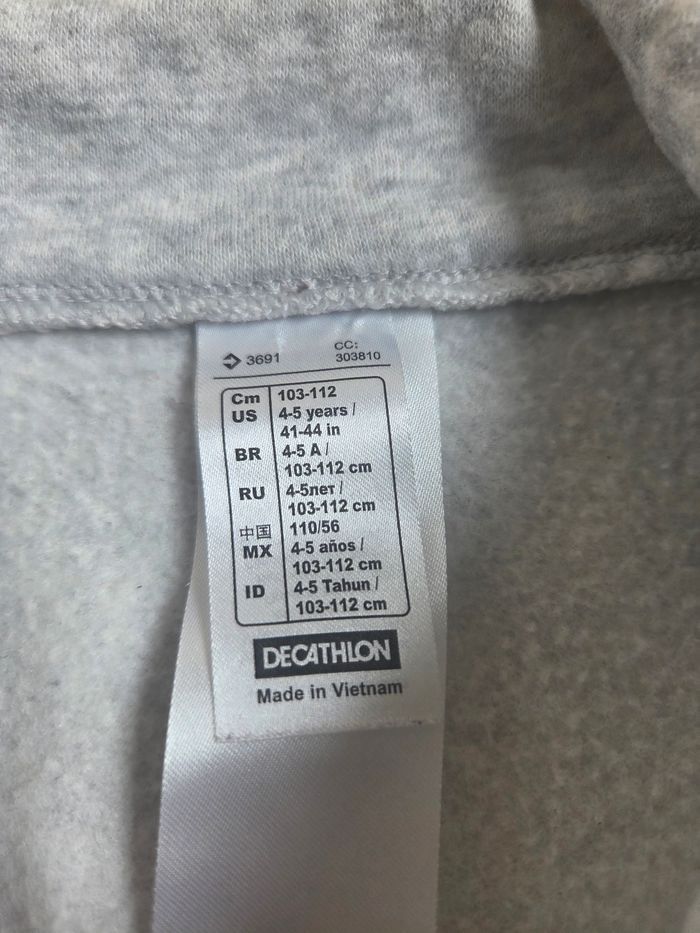 3691 CC: 303810
Cm 103-112
US 4-5 years /
41-44 in
BR 4-5 A /
103-112 cm
RU 4-5лет /
103-112 cm
中国 110/56
MX 4-5 años /
103-112 cm
ID 4-5 Tahun /
103-112 cm
DECATHLON
Made in Vietnam